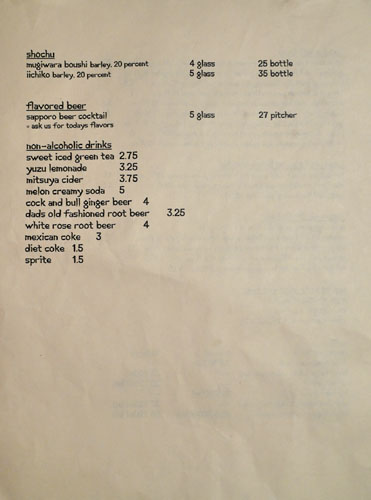 shochu
mugiwara boushi barley. 20 percent 4 glass 25 bottle
iichiko barley. 20 percent 5 glass 35 bottle
flavored beer
sapporo beer cocktail 5 glass 27 pitcher
- ask us for todays flavors
non-alcoholic drinks
sweet iced green tea 2.75
yuzu lemonade 3.25
mitsuya cider 3.75
melon creamy soda 5
cock and bull ginger beer 4
dads old fashioned root beer 3.25
white rose root beer 4
mexican coke 3
diet coke 1.5
sprite 1.5